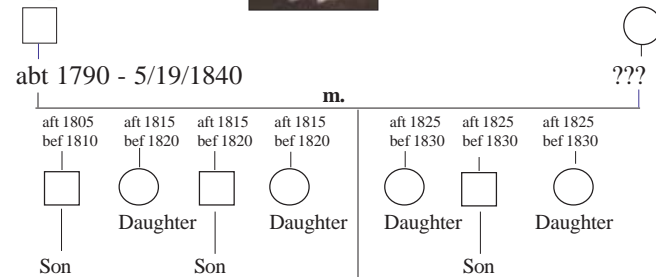 abt 1790 - 5/19/1840 ???
m.
aft 1805 aft 1815 aft 1815 aft 1815 aft 1825 aft 1825 aft 1825
bef 1810 bef 1820 bef 1820 bef 1820 bef 1830 bef 1830 bef 1830
Daughter Daughter Daughter Daughter
Son Son Son